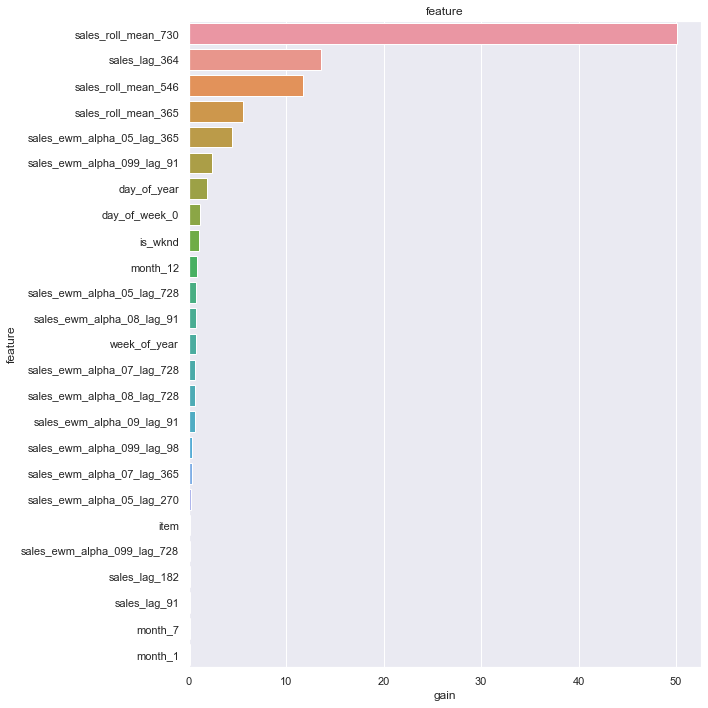 feature
sales_roll_mean_730
sales_lag_364
sales_roll_mean_546
sales_roll_mean_365
sales_ewm_alpha_05_lag_365
sales_ewm_alpha_099_lag_91
day_of_year
day_of_week_0
is_wknd
month_12
sales_ewm_alpha_05_lag_728
sales_ewm_alpha_08_lag_91
feature
week_of_year
sales_ewm_alpha_07_lag_728
sales_ewm_alpha_08_lag_728
sales_ewm_alpha_09_lag_91
sales_ewm_alpha_099_lag_98
sales_ewm_alpha_07_lag_365
sales_ewm_alpha_05_lag_270
item
sales_ewm_alpha_099_lag_728
sales_lag_182
sales_lag_91
month_7
month_1
0 10 20 30 40 50
gain